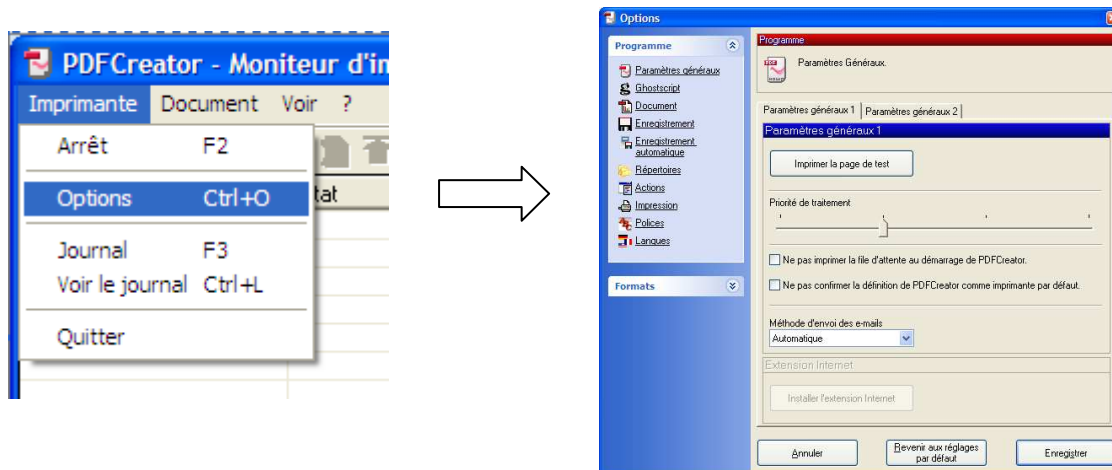 PDFCreator - Moniteur d'in
Imprimante Document Voir ?
Arrêt F2
Options Ctrl+O
tat
Journal F3
Voir le journal Ctrl+L
Quitter
Options
Programme
Paramètres généraux
Ghostscript
Document
Enregistrement
Enregistrement
automatique
Répertoires
Actions
Impression
Polices
Langues
Formats
Programme
Paramètres Généraux.
Paramètres généraux 1 Paramètres généraux 2
Paramètres généraux 1
Imprimer la page de test
Priorité de traitement
Ne pas imprimer la file d'attente au démarrage de PDFCreator.
Ne pas confirmer la définition de PDFCreator comme imprimante par défaut.
Méthode d'envoi des e-mails
Automatique
Extension Internet
Installer l'extension Internet
Annuler
Revenir aux réglages
par défaut
Enregistrer